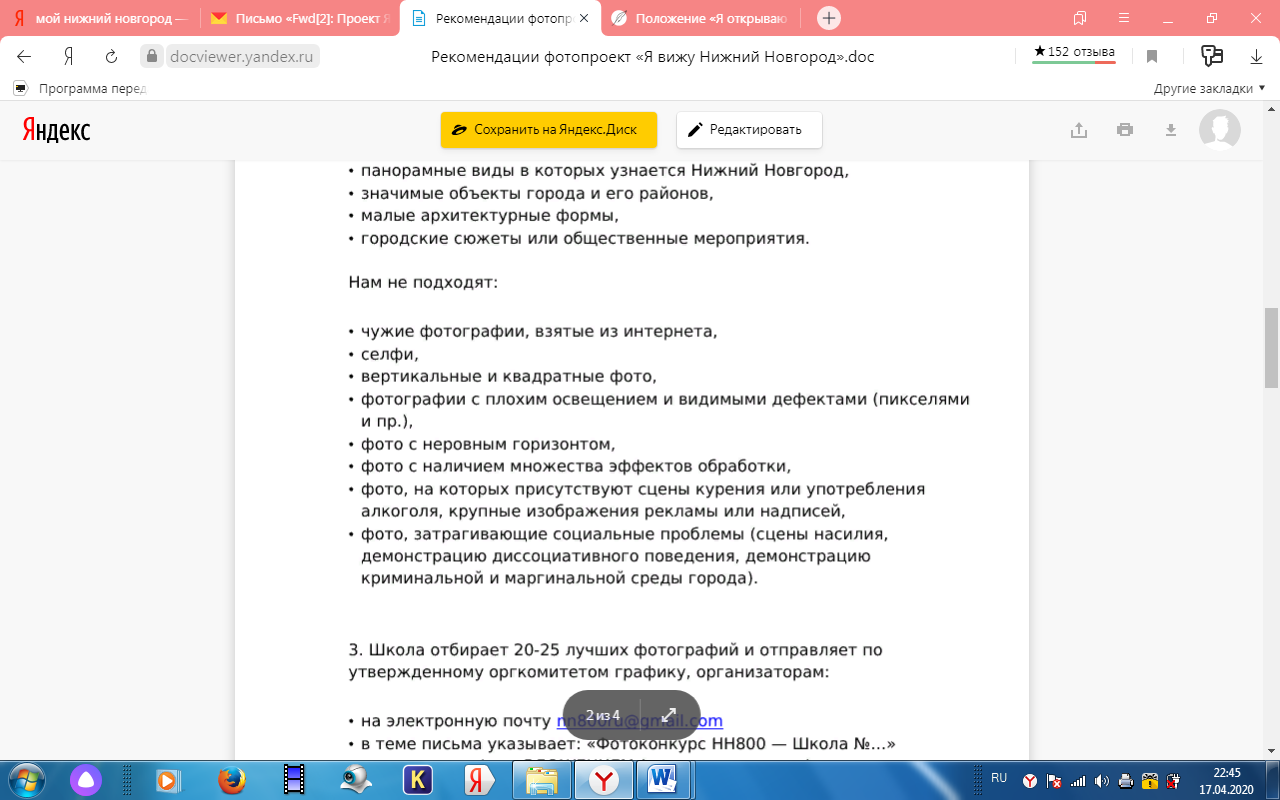 мой нижний новгород —
Письмо «Fwd[2]: Проект Я
Рекомендации фотопр
Положение «Я открываю
docviewer.yandex.ru
Рекомендации фотопроект «Я вижу Нижний Новгород».doc
★152 отзыва
Программа перед
Другие закладки
Яндекс
Сохранить на Яндекс.Диск
Редактировать
• панорамные виды в которых узнается Нижний Новгород,
• значимые объекты города и его районов,
• малые архитектурные формы,
• городские сюжеты или общественные мероприятия.
Нам не подходят:
• чужие фотографии, взятые из интернета,
• селфи,
• вертикальные и квадратные фото,
• фотографии с плохим освещением и видимыми дефектами (пикселями
и пр.),
• фото с неровным горизонтом,
• фото с наличием множества эффектов обработки,
• фото, на которых присутствуют сцены курения или употребления
алкоголя, крупные изображения рекламы или надписей,
• фото, затрагивающие социальные проблемы (сцены насилия,
демонстрацию диссоциативного поведения, демонстрацию
криминальной и маргинальной среды города).
3. Школа отбирает 20-25 лучших фотографий и отправляет по
утвержденному оргкомитетом графику, организаторам:
• на электронную почту nn800ru@gmail.com
2 из 4
• в теме письма указывает: «Фотоконкурс НН800 — Школа №...»
RU
22:45
17.04.2020